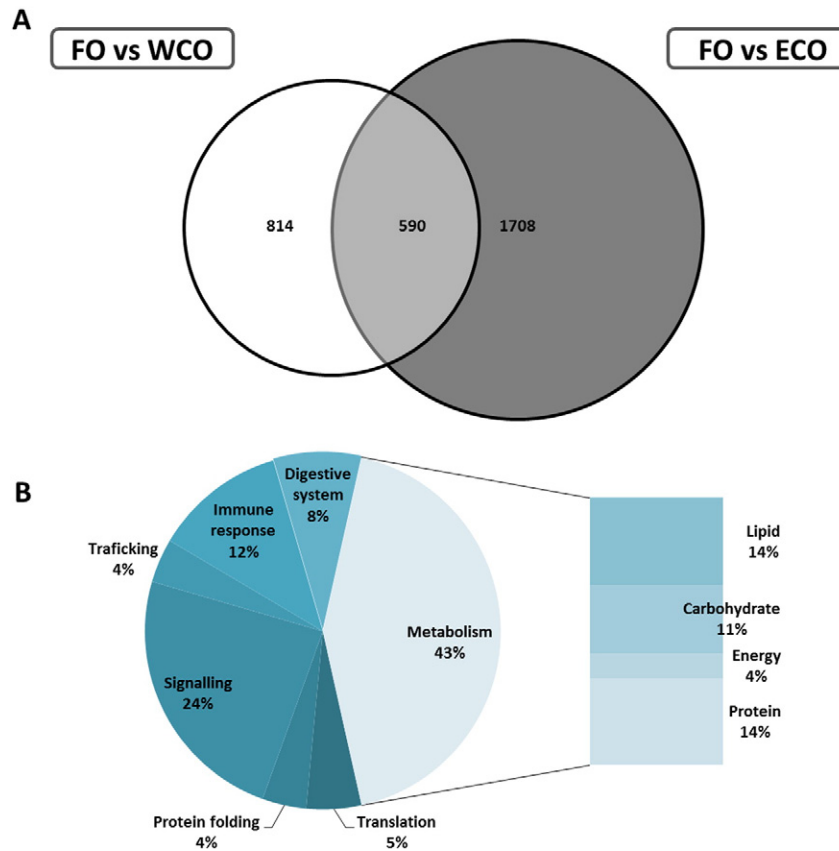 A
FO vs WCO
FO vs ECO
814
590
1708
B
Digestive
system
8%
Immune
response
12%
Traficking
4%
Signalling
24%
Protein folding
4%
Translation
5%
Metabolism
43%
Lipid
14%
Carbohydrate
11%
Energy
4%
Protein
14%